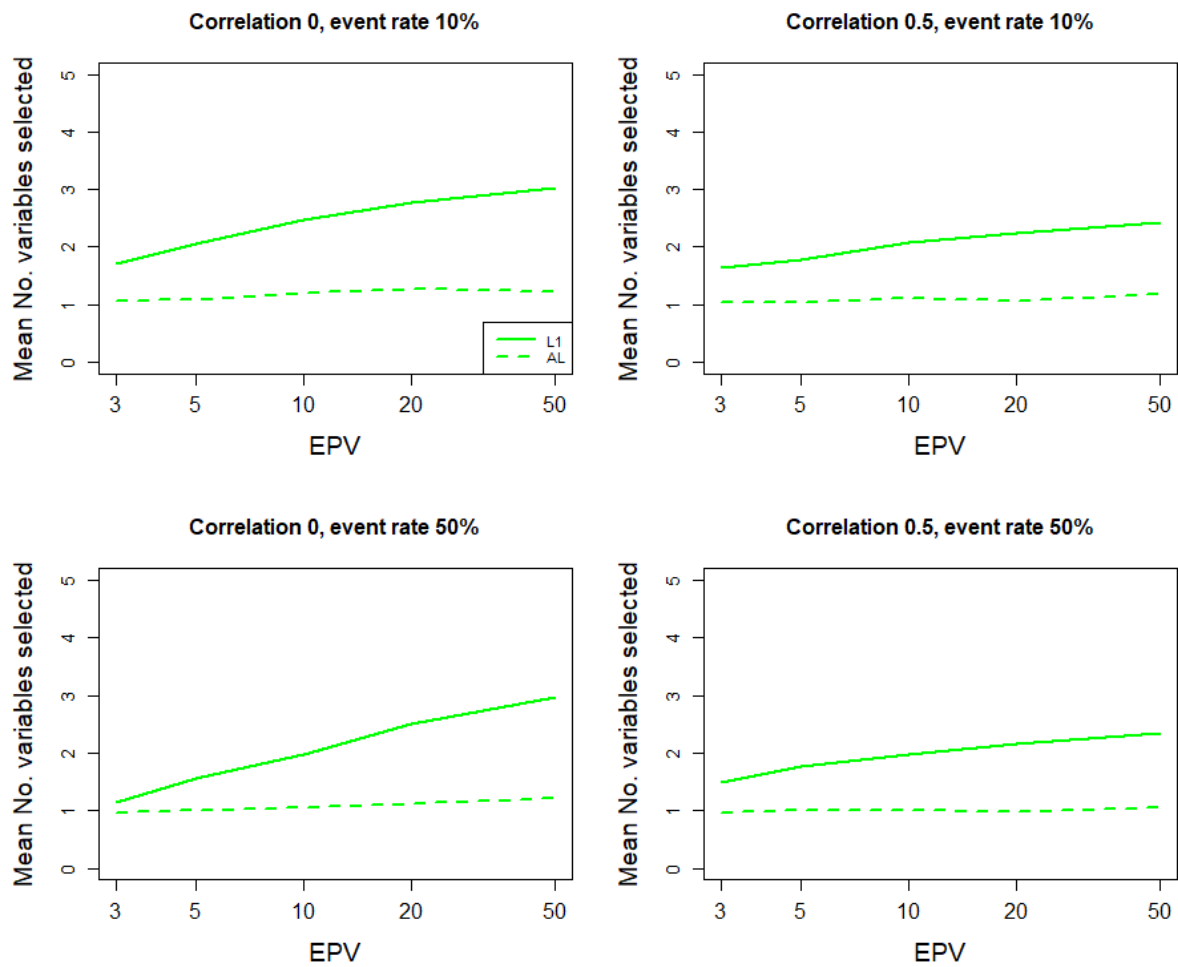 Correlation 0, event rate 10%
Mean No. variables selected
5
4
3
2
1
0
L1
AL
3 5 10 20 50
EPV
Correlation 0.5, event rate 10%
Mean No. variables selected
5
4
3
2
1
0
3 5 10 20 50
EPV
Correlation 0, event rate 50%
Mean No. variables selected
5
4
3
2
1
0
3 5 10 20 50
EPV
Correlation 0.5, event rate 50%
Mean No. variables selected
5
4
3
2
1
0
3 5 10 20 50
EPV